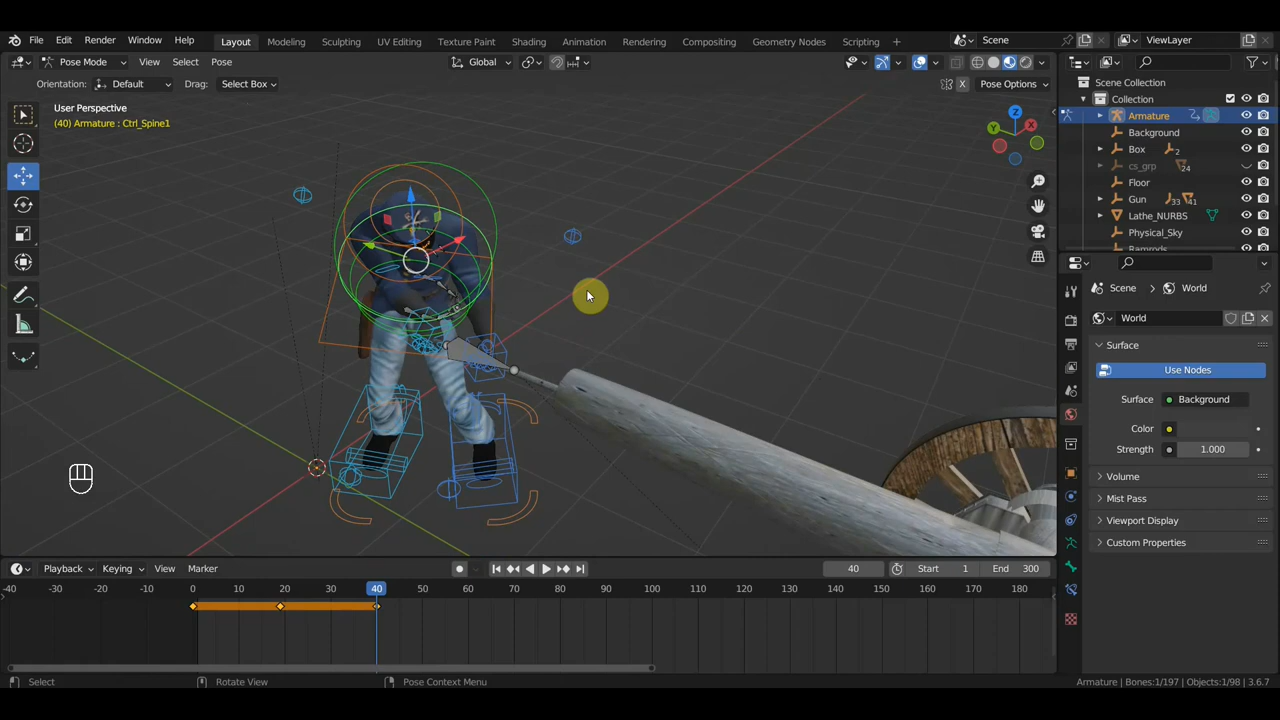 File Edit Render Window Help Layout Modeling Sculpting UV Editing Texture Paint Shading Animation Rendering Compositing Geometry Nodes Scripting + Scene ViewLayer
Pose Mode View Select Pose Global
Orientation: Default Drag: Select Box X Pose Options
User Perspective
(40) Armature : Ctrl_Spine1
Z
Y
X
Scene Collection
Collection
Armature
Background
Box 2
cs_grp 24
Floor
Gun 33 41
Lathe_NURBS
Physical_Sky
Ramrods
Scene > World
World
Surface
Use Nodes
Surface Background
Color
Strength 1.000
Volume
Mist Pass
Viewport Display
Custom Properties
Playback Keying View Marker 40 Start 1 End 300
-40 -30 -20 -10 0 10 20 30 40 50 60 70 80 90 100 110 120 130 140 150 160 170 180
Select Rotate View Pose Context Menu Armature | Bones:1/197 | Objects:1/98 | 3.6.7